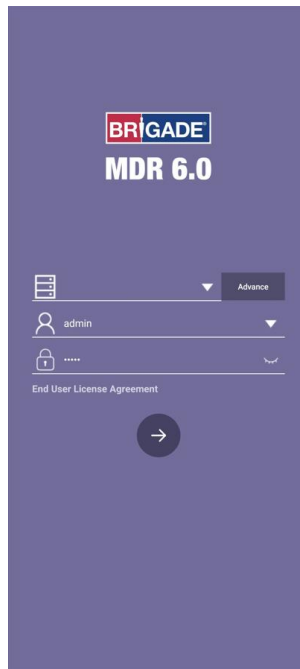 BRIGADE
MDR 6.0
Advance
admin
•••••
End User License Agreement